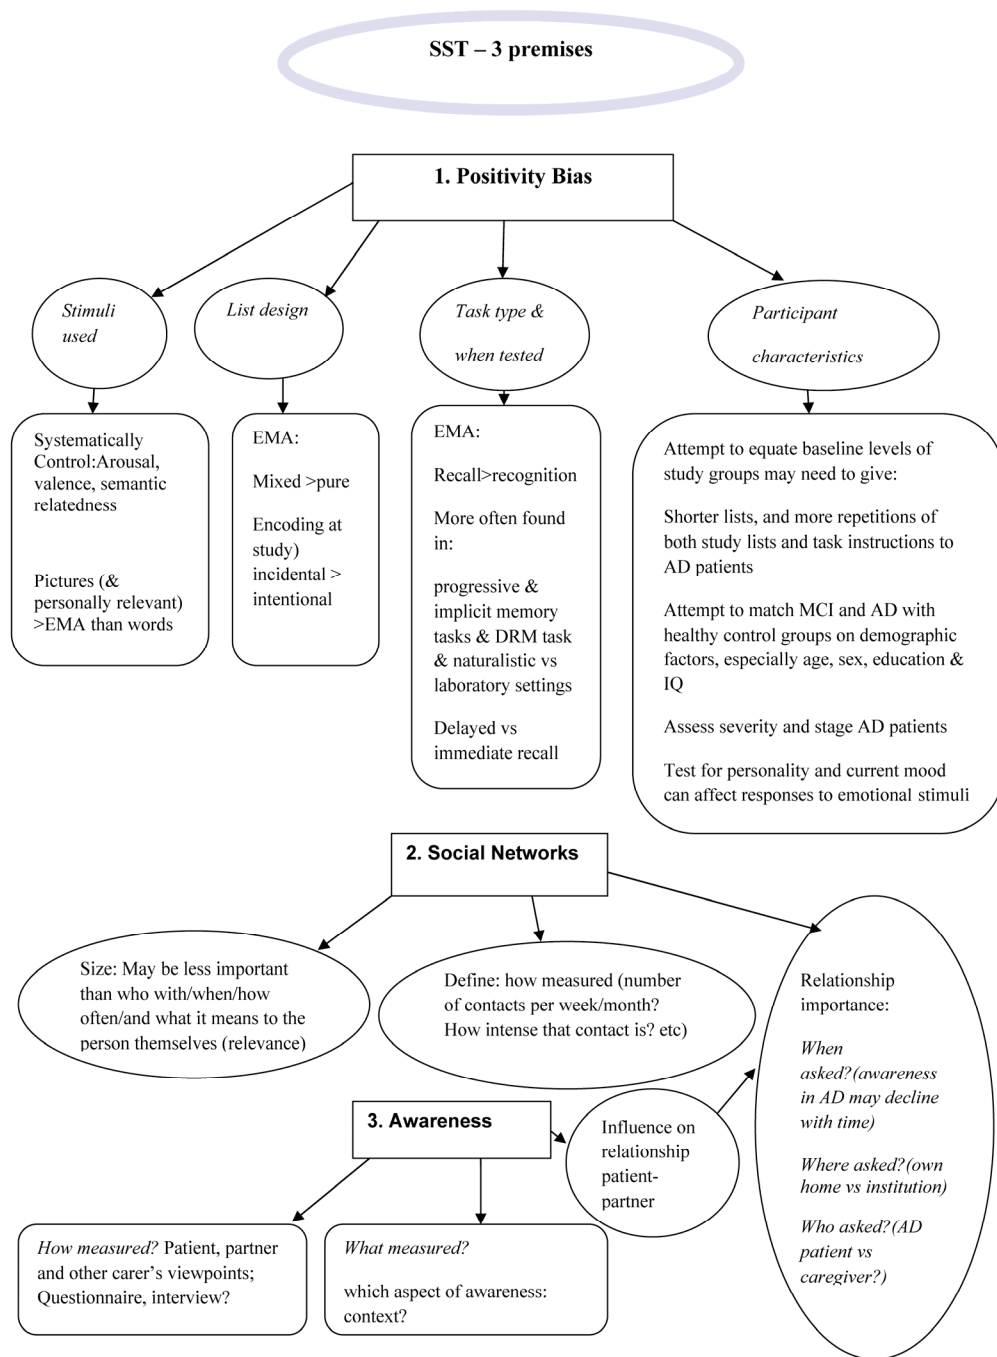 SST – 3 premises
1. Positivity Bias
Stimuli
used
List design
Task type &
when tested
Participant
characteristics
Systematically
Control:Arousal,
valence, semantic
relatedness
Pictures (&
personally relevant)
>EMA than words
EMA:
Mixed >pure
Encoding at
study)
incidental >
intentional
EMA:
Recall>recognition
More often found
in:
progressive &
implicit memory
tasks & DRM task
& naturalistic vs
laboratory settings
Delayed vs
immediate recall
Attempt to equate baseline levels of
study groups may need to give:
Shorter lists, and more repetitions of
both study lists and task instructions to
AD patients
Attempt to match MCI and AD with
healthy control groups on demographic
factors, especially age, sex, education &
IQ
Assess severity and stage AD patients
Test for personality and current mood
can affect responses to emotional stimuli
2. Social Networks
Size: May be less important
than who with/when/how
often/and what it means to the
person themselves (relevance)
Define: how measured (number
of contacts per week/month?
How intense that contact is? etc)
Relationship
importance:
When
asked?(awareness
in AD may decline
with time)
Where asked?(own
home vs institution)
Who asked?(AD
patient vs
caregiver?)
3. Awareness
Influence on
relationship
patient-
partner
How measured? Patient, partner
and other carer's viewpoints;
Questionnaire, interview?
What measured?
which aspect of awareness:
context?